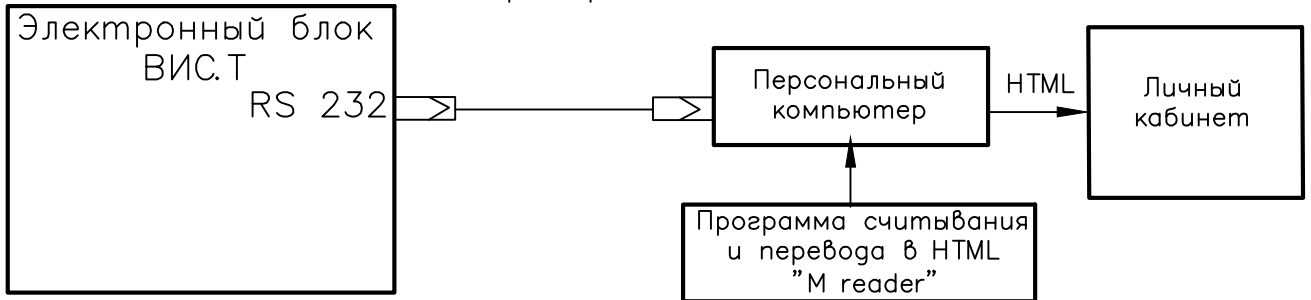 Электронный блок
ВИС.Т
RS 232
Персональный
компьютер
HTML
Личный
кабинет
Программа считывания
и перевода в HTML
"M reader"